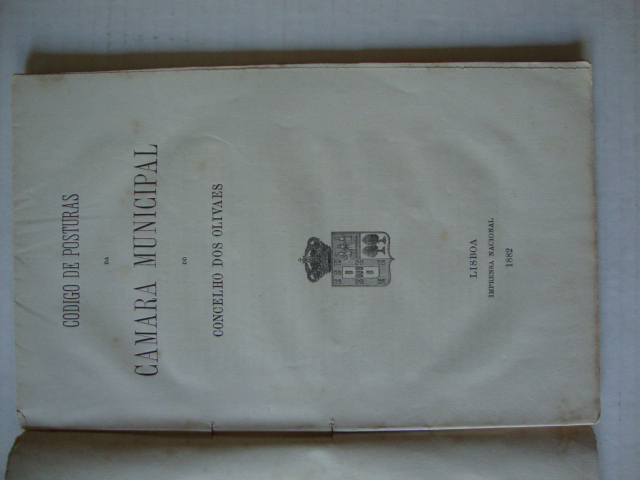 CODIGO DE POSTURAS
DA
CAMARA MUNICIPAL
DO
CONCELHO DOS OLIVAES
LISBOA
IMPRENSA NACIONAL
1882